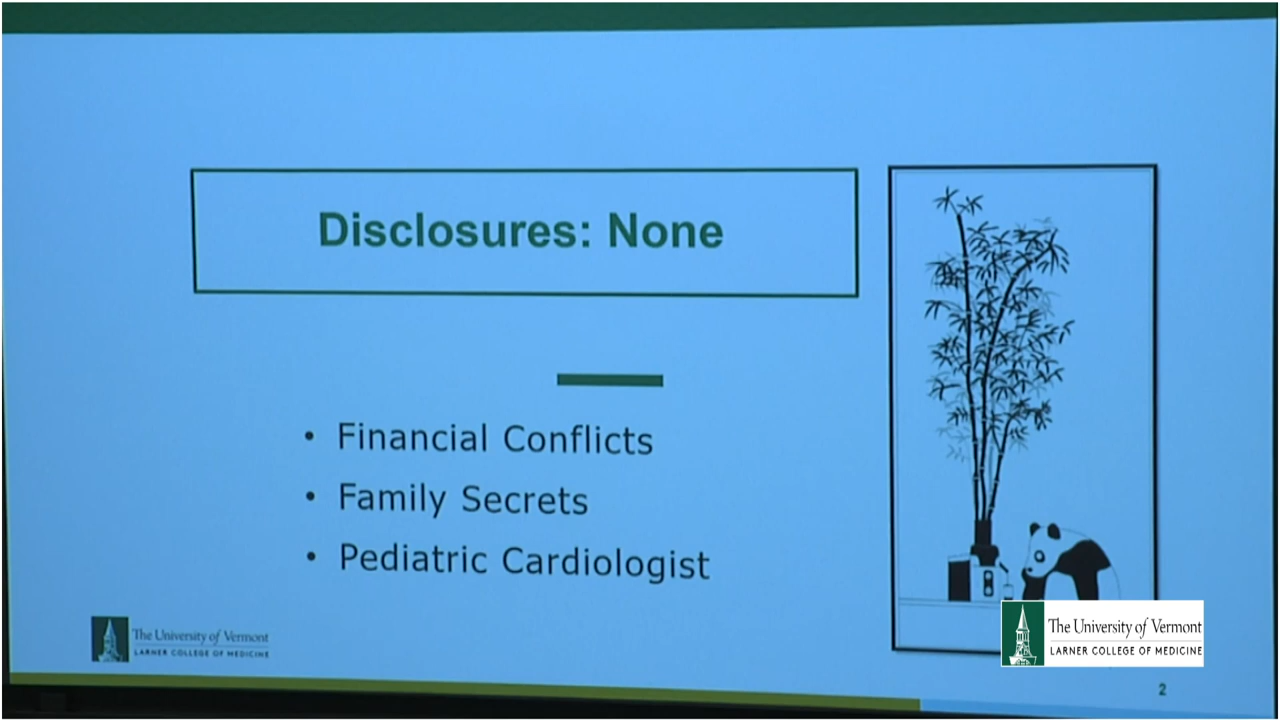 Disclosures: None
• Financial Conflicts
• Family Secrets
• Pediatric Cardiologist
The University of Vermont
LARNER COLLEGE OF MEDICINE
The University of Vermont
LARNER COLLEGE OF MEDICINE
2